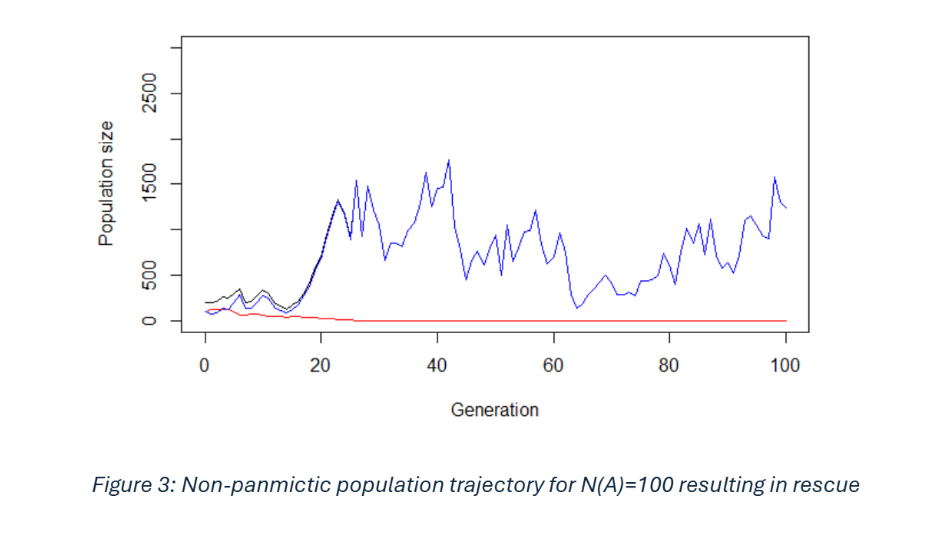 2500
1500
500
0
Population size
0 20 40 60 80 100
Generation
Figure 3: Non-panmictic population trajectory for N(A)=100 resulting in rescue